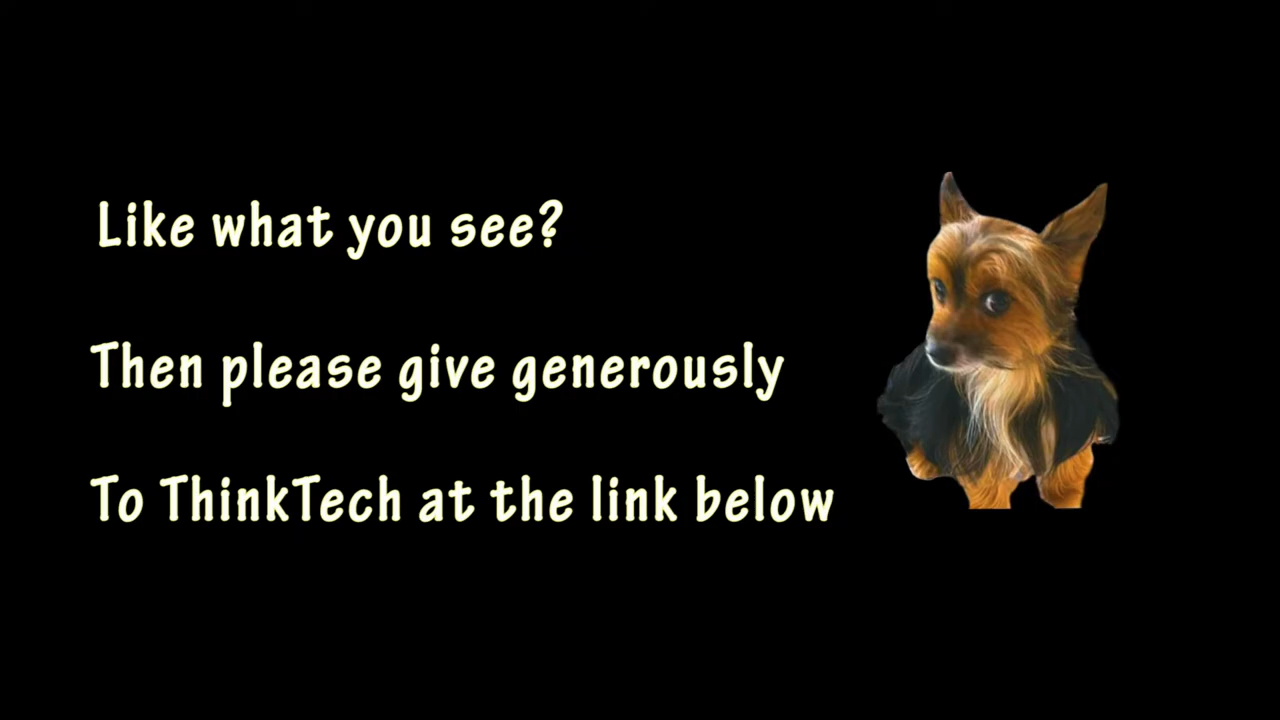 Like what you see?
Then please give generously
To ThinkTech at the link below